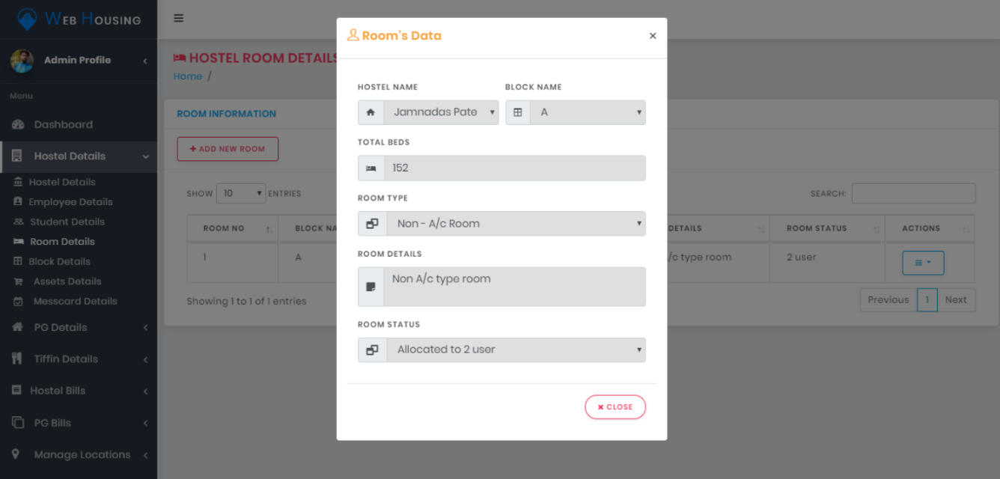 WEB HOUSING
Admin Profile
Menu
Dashboard
Hostel Details
Hostel Details
Employee Details
Student Details
Room Details
Block Details
Assets Details
Messcard Details
PG Details
Tiffin Details
Hostel Bills
PG Bills
Manage Locations
HOSTEL ROOM DETAILS
Home /
ROOM INFORMATION
+ ADD NEW ROOM
SHOW 10 ENTRIES
SEARCH:
ROOM NO BLOCK NA DETAILS ROOM STATUS ACTIONS
1 A /c type room 2 user
Showing 1 to 1 of 1 entries
Previous 1 Next
Room's Data
×
HOSTEL NAME BLOCK NAME
Jamnadas Pate A
TOTAL BEDS
152
ROOM TYPE
Non - A/c Room
ROOM DETAILS
Non A/c type room
ROOM STATUS
Allocated to 2 user
✖ CLOSE